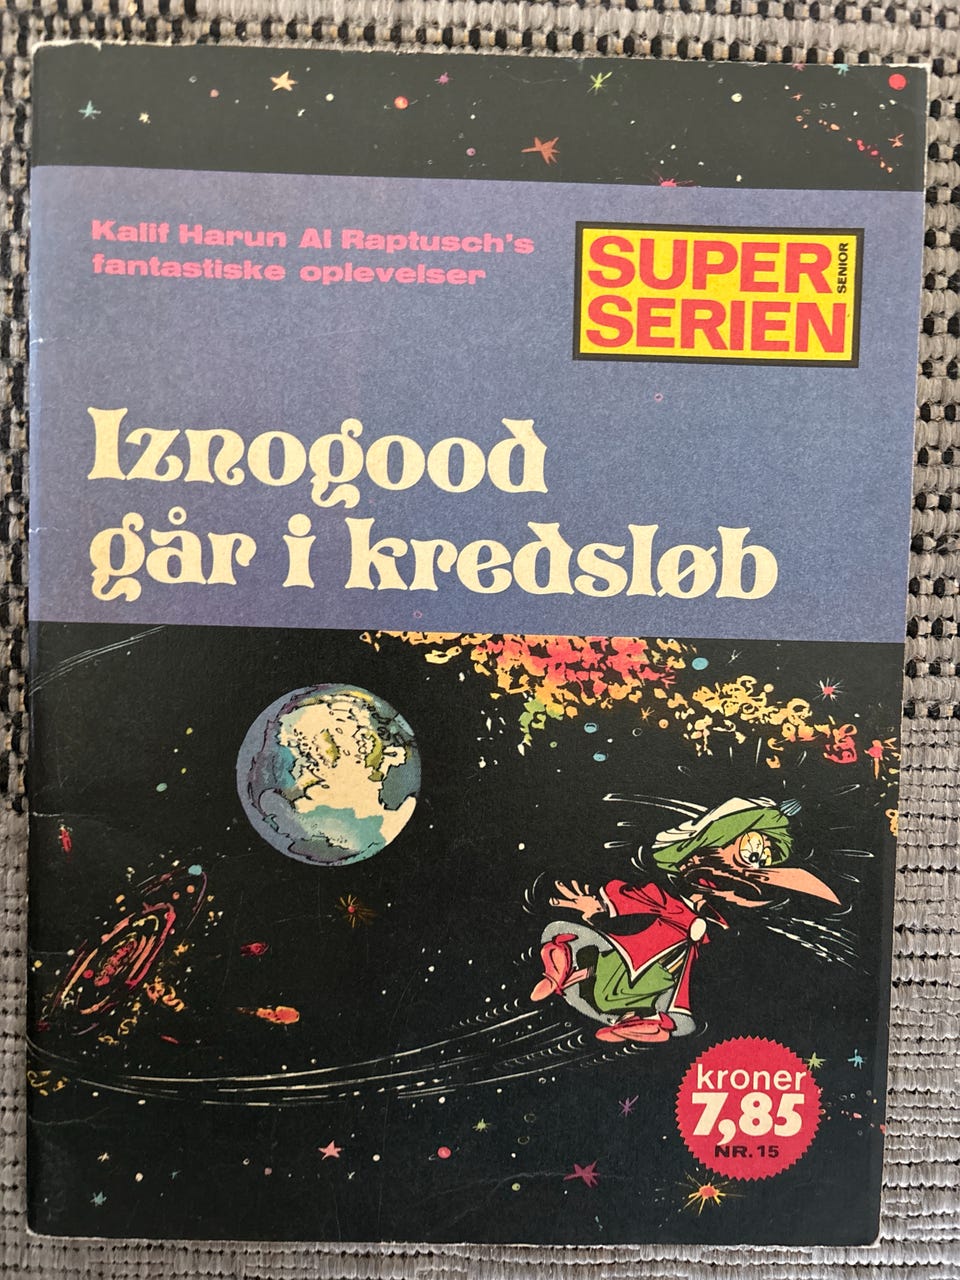 Kalif Harun Al Raptusch's
fantastiske oplevelser
SUPER
SERIEN
SENIOR
Iznogood
går i kredsløb
kroner
7,85
NR. 15